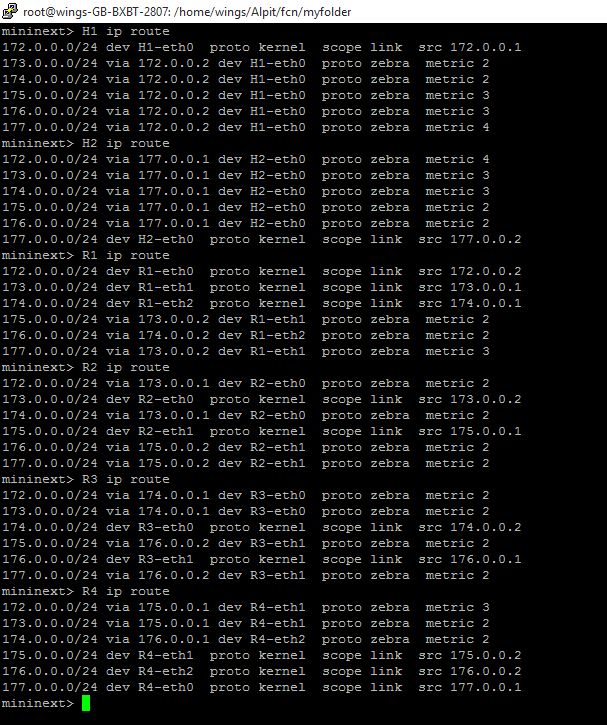 root@wings-GB-BXBT-2807: /home/wings/Alpit/fcn/myfolder
mininext> H1 ip route
172.0.0.0/24 dev H1-eth0  proto kernel  scope link  src 172.0.0.1
173.0.0.0/24 via 172.0.0.2 dev H1-eth0  proto zebra  metric 2
174.0.0.0/24 via 172.0.0.2 dev H1-eth0  proto zebra  metric 2
175.0.0.0/24 via 172.0.0.2 dev H1-eth0  proto zebra  metric 3
176.0.0.0/24 via 172.0.0.2 dev H1-eth0  proto zebra  metric 3
177.0.0.0/24 via 172.0.0.2 dev H1-eth0  proto zebra  metric 4
mininext> H2 ip route
172.0.0.0/24 via 177.0.0.1 dev H2-eth0  proto zebra  metric 4
173.0.0.0/24 via 177.0.0.1 dev H2-eth0  proto zebra  metric 3
174.0.0.0/24 via 177.0.0.1 dev H2-eth0  proto zebra  metric 3
175.0.0.0/24 via 177.0.0.1 dev H2-eth0  proto zebra  metric 2
176.0.0.0/24 via 177.0.0.1 dev H2-eth0  proto zebra  metric 2
177.0.0.0/24 dev H2-eth0  proto kernel  scope link  src 177.0.0.2
mininext> R1 ip route
172.0.0.0/24 dev R1-eth0  proto kernel  scope link  src 172.0.0.2
173.0.0.0/24 dev R1-eth1  proto kernel  scope link  src 173.0.0.1
174.0.0.0/24 dev R1-eth2  proto kernel  scope link  src 174.0.0.1
175.0.0.0/24 via 173.0.0.2 dev R1-eth1  proto zebra  metric 2
176.0.0.0/24 via 174.0.0.2 dev R1-eth2  proto zebra  metric 2
177.0.0.0/24 via 173.0.0.2 dev R1-eth1  proto zebra  metric 3
mininext> R2 ip route
172.0.0.0/24 via 173.0.0.1 dev R2-eth0  proto zebra  metric 2
173.0.0.0/24 dev R2-eth0  proto kernel  scope link  src 173.0.0.2
174.0.0.0/24 via 173.0.0.1 dev R2-eth0  proto zebra  metric 2
175.0.0.0/24 dev R2-eth1  proto kernel  scope link  src 175.0.0.1
176.0.0.0/24 via 175.0.0.2 dev R2-eth1  proto zebra  metric 2
177.0.0.0/24 via 175.0.0.2 dev R2-eth1  proto zebra  metric 2
mininext> R3 ip route
172.0.0.0/24 via 174.0.0.1 dev R3-eth0  proto zebra  metric 2
173.0.0.0/24 via 174.0.0.1 dev R3-eth0  proto zebra  metric 2
174.0.0.0/24 dev R3-eth0  proto kernel  scope link  src 174.0.0.2
175.0.0.0/24 via 176.0.0.2 dev R3-eth1  proto zebra  metric 2
176.0.0.0/24 dev R3-eth1  proto kernel  scope link  src 176.0.0.1
177.0.0.0/24 via 176.0.0.2 dev R3-eth1  proto zebra  metric 2
mininext> R4 ip route
172.0.0.0/24 via 175.0.0.1 dev R4-eth1  proto zebra  metric 3
173.0.0.0/24 via 175.0.0.1 dev R4-eth1  proto zebra  metric 2
174.0.0.0/24 via 176.0.0.1 dev R4-eth2  proto zebra  metric 2
175.0.0.0/24 dev R4-eth1  proto kernel  scope link  src 175.0.0.2
176.0.0.0/24 dev R4-eth2  proto kernel  scope link  src 176.0.0.2
177.0.0.0/24 dev R4-eth0  proto kernel  scope link  src 177.0.0.1
mininext>